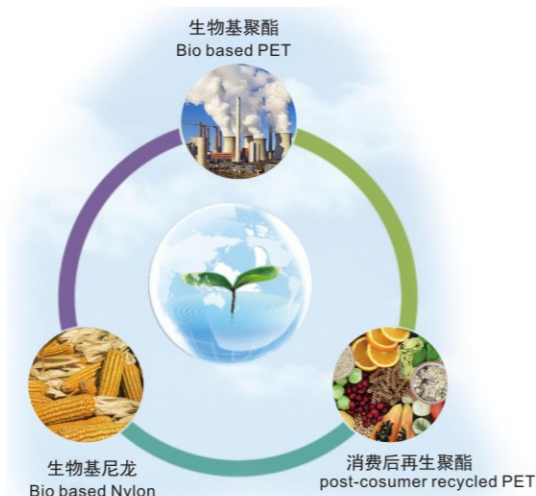 生物基聚酯
Bio based PET
生物基尼龙
Bio based Nylon
消费后再生聚酯
post-cosumer recycled PET